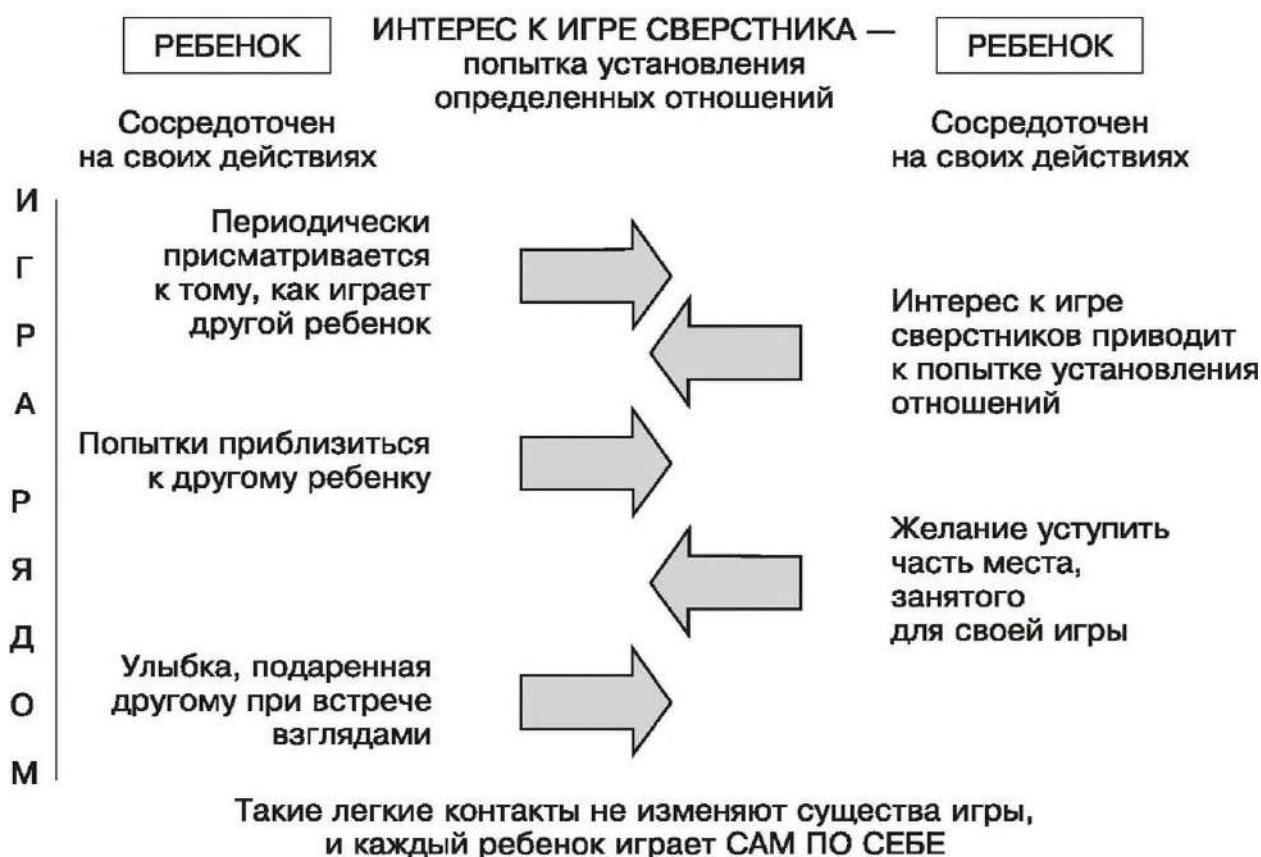 РЕБЕНОК
ИНТЕРЕС К ИГРЕ СВЕРСТНИКА —
попытка установления
определенных отношений
РЕБЕНОК
Сосредоточен
на своих действиях
Сосредоточен
на своих действиях
ИГРА РЯДОМ
Периодически
присматривается
к тому, как играет
другой ребенок
Интерес к игре
сверстников приводит
к попытке установления
отношений
Попытки приблизиться
к другому ребенку
Желание уступить
часть места,
занятого
для своей игры
Улыбка, подаренная
другому при встрече
взглядами
Такие легкие контакты не изменяют существа игры,
и каждый ребенок играет САМ ПО СЕБЕ